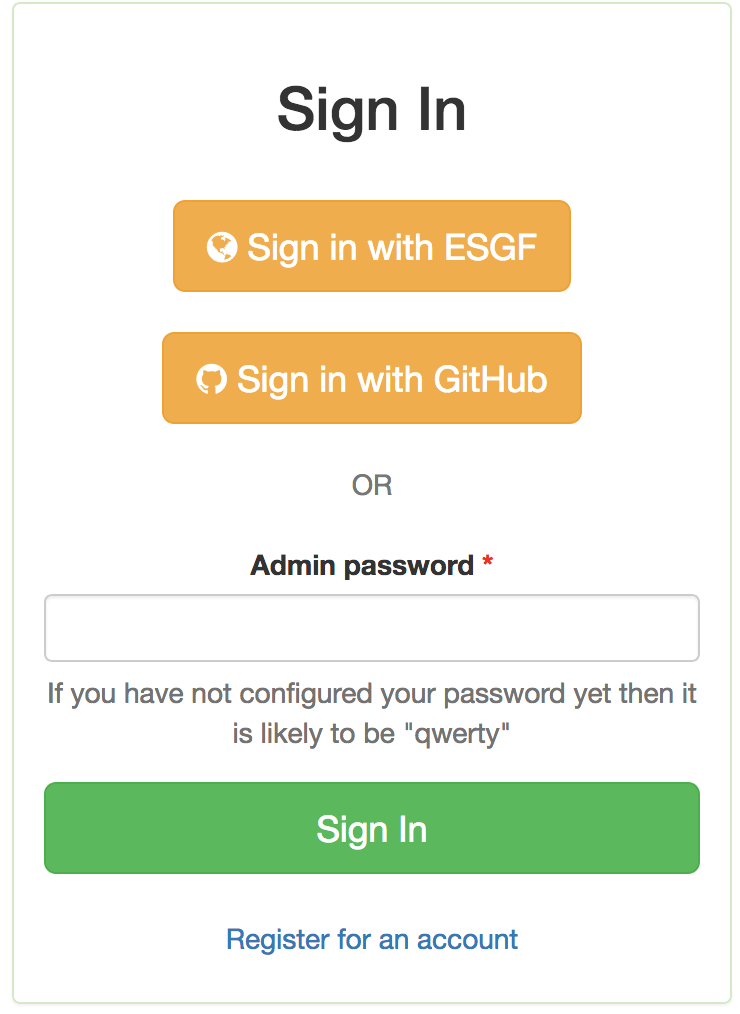 Sign In
Sign in with ESGF
Sign in with GitHub
OR
Admin password *
If you have not configured your password yet then it
is likely to be "qwerty"
Sign In
Register for an account